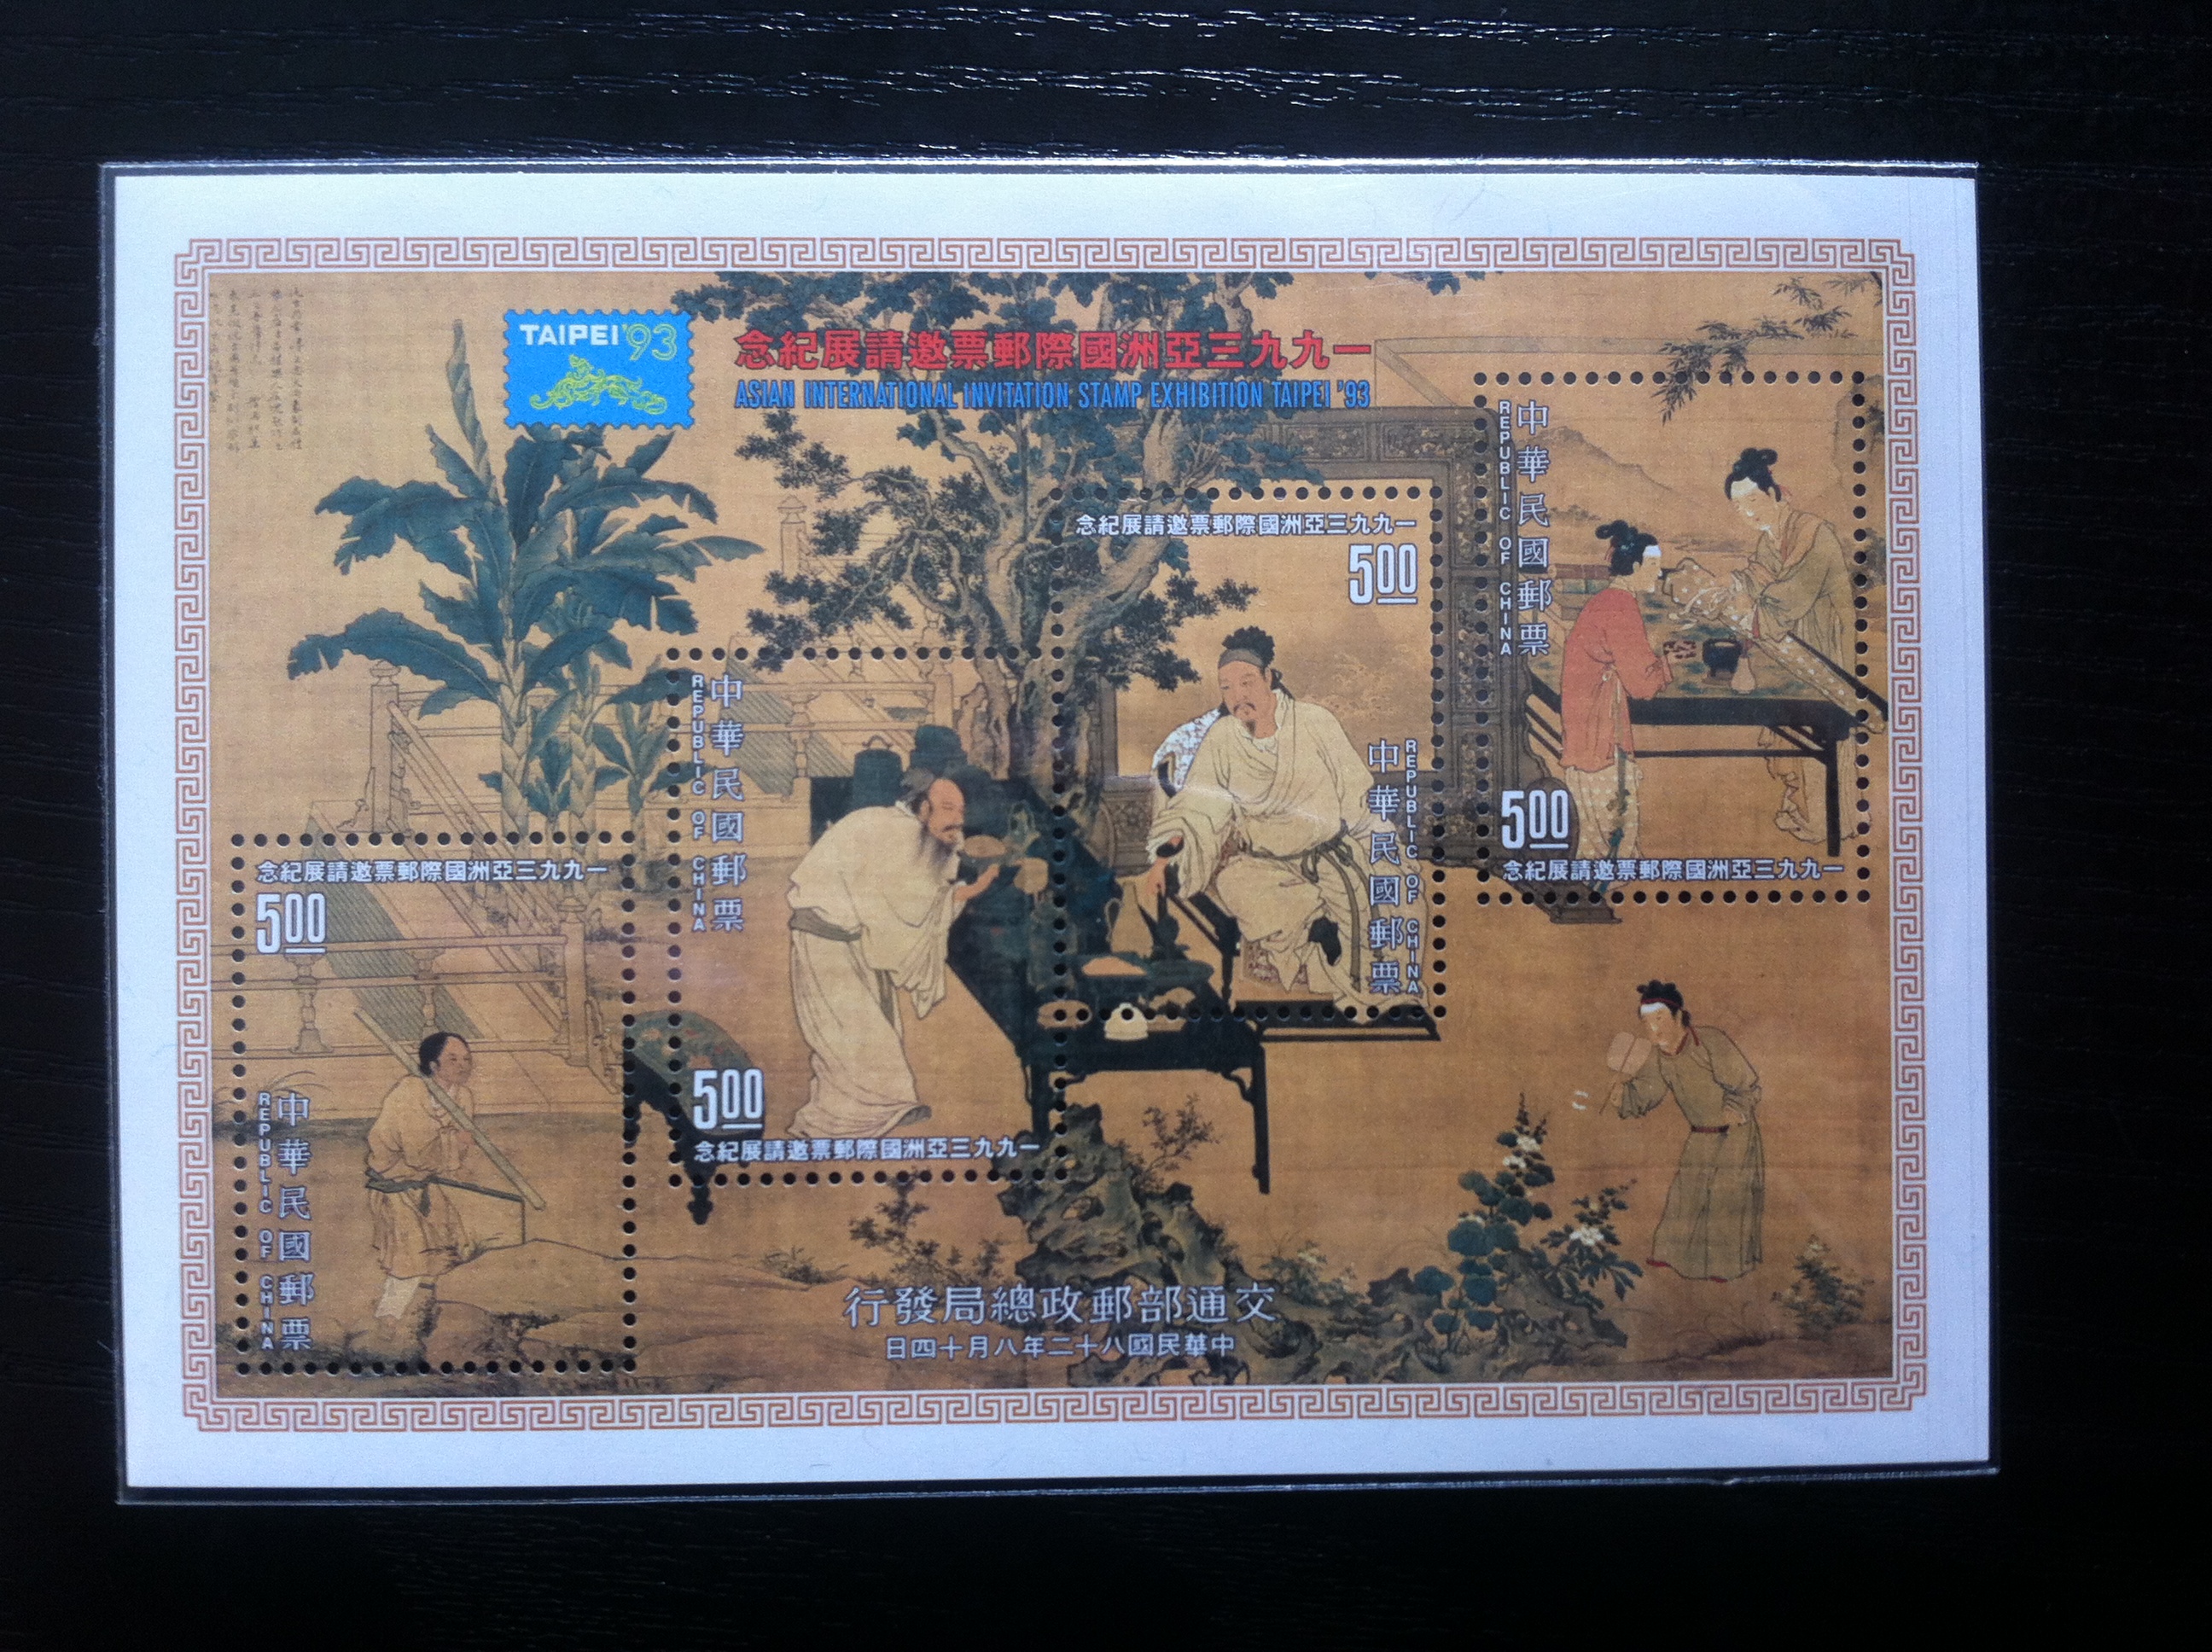 TAIPEI '93
一九九三亞洲國際郵票邀請展紀念
ASIAN INTERNATIONAL INVITATION STAMP EXHIBITION TAIPEI '93
中華民國郵票
REPUBLIC OF CHINA
5.00
一九九三亞洲國際郵票邀請展紀念
一九九三亞洲國際郵票邀請展紀念
5.00
中華民國郵票
REPUBLIC OF CHINA
中華民國郵票
REPUBLIC OF CHINA
5.00
一九九三亞洲國際郵票邀請展紀念
一九九三亞洲國際郵票邀請展紀念
5.00
中華民國郵票
REPUBLIC OF CHINA
交通部郵政總局發行
中華民國八十二年八月十四日